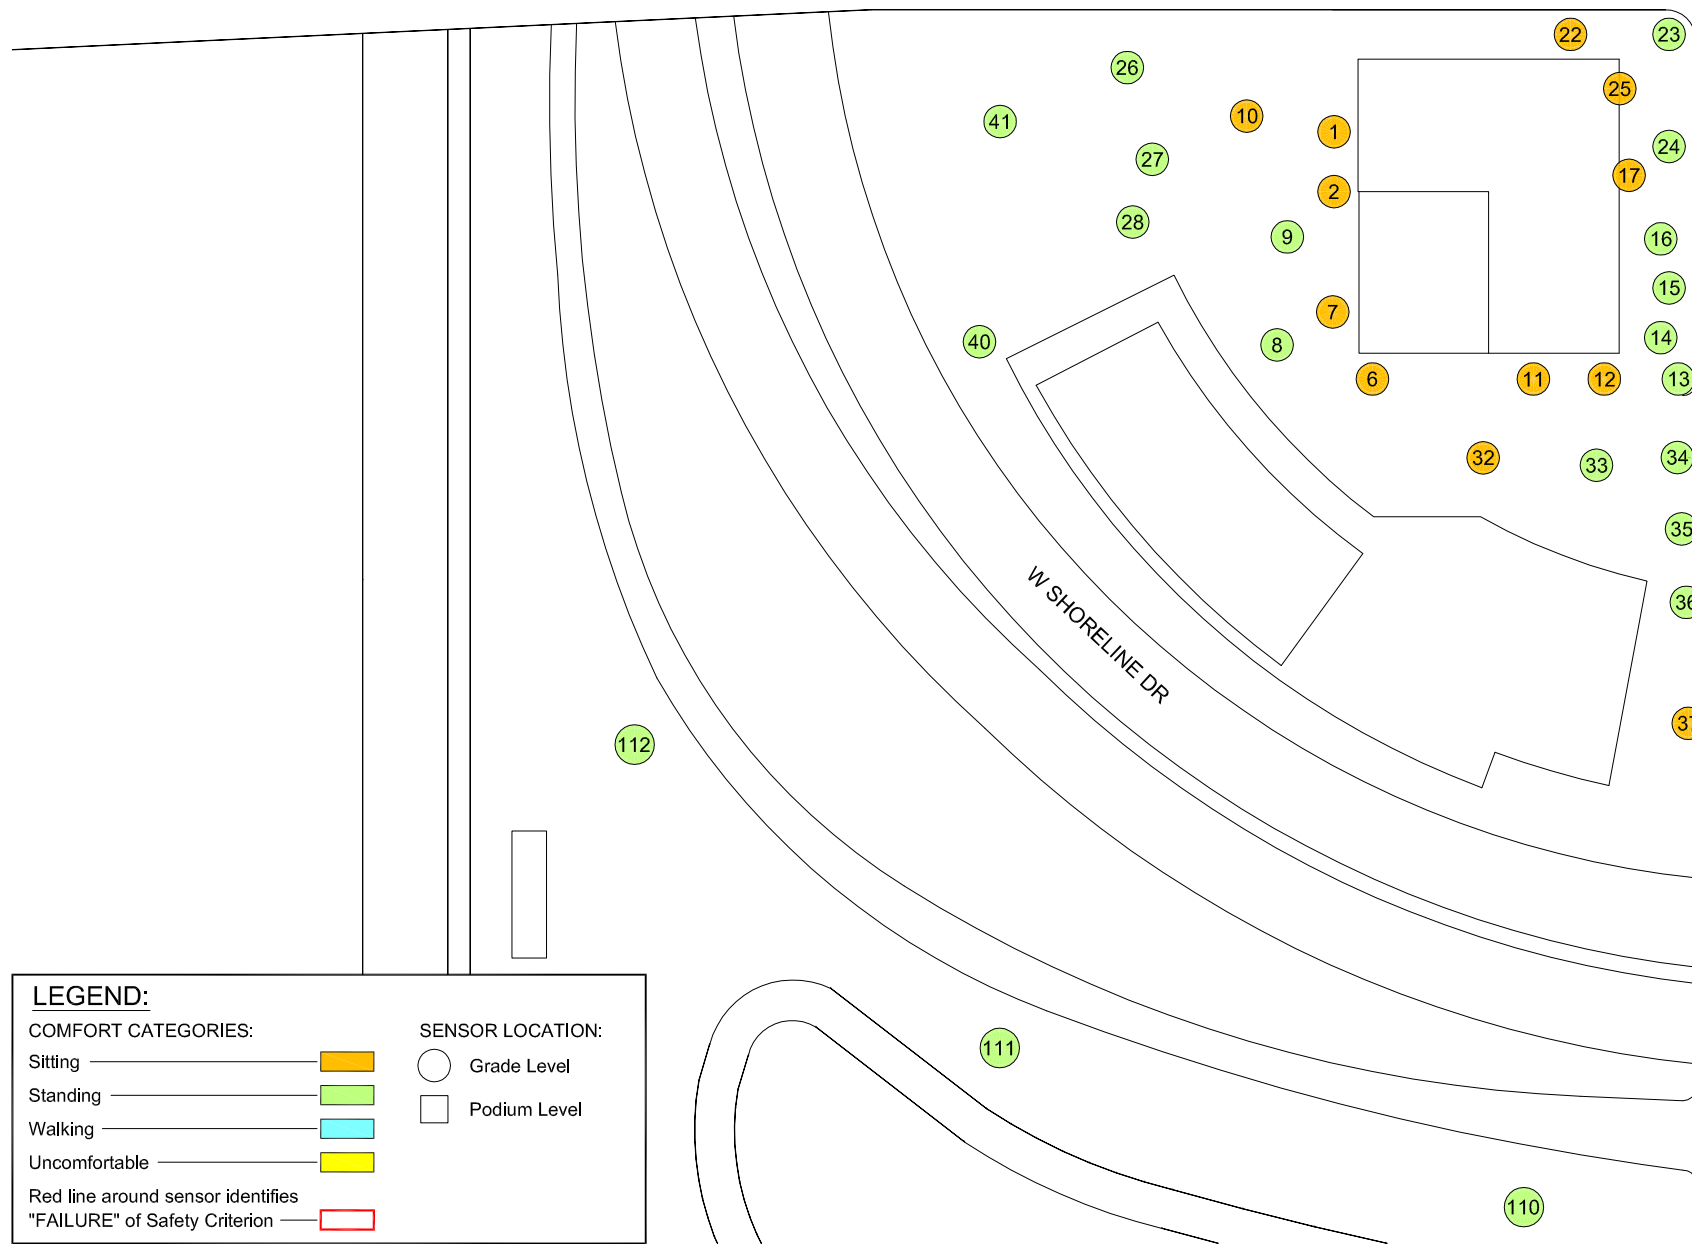 22
23
26
25
10
41
1
24
27
17
2
28
9
16
15
7
14
40
8
6
11
12
13
32
33
34
35
36
W SHORELINE DR
37
112
111
110
LEGEND:
COMFORT CATEGORIES:
Sitting
Standing
Walking
Uncomfortable
Red line around sensor identifies
"FAILURE" of Safety Criterion
SENSOR LOCATION:
Grade Level
Podium Level